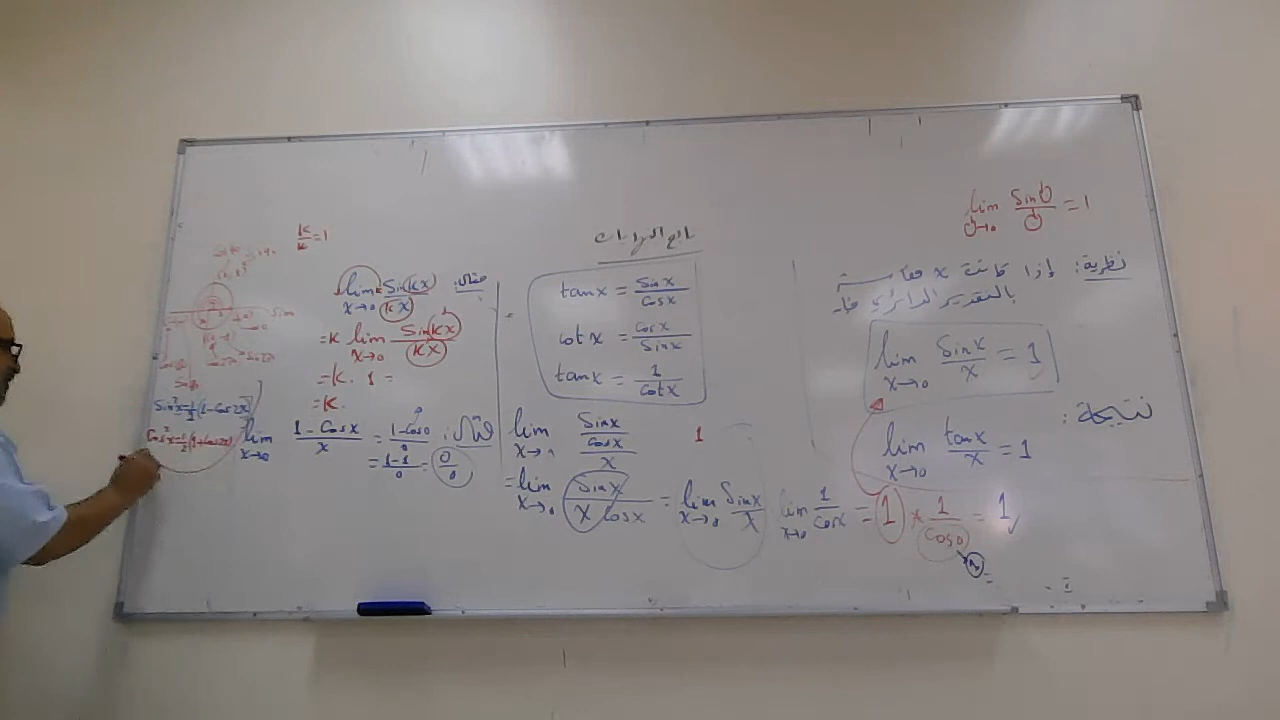 lim θ→0 Sinθ/θ = 1
نظرية: إذا كانت x مقاسة
بالتقدير الدائري فإن
lim x→0 Sinx/x = 1
نتيجة:
lim x→0 tanx/x = 1
tanx = Sinx/Cosx
cotx = Cosx/Sinx
tanx = 1/Cotx
lim x→0 (Sinx/Cosx)/x
1
= lim x→0 Sinx/(x Cosx) = lim x→0 Sinx/x lim x→0 1/Cosx = 1 * 1/Cos0 = 1
K/K = 1
مثال: lim x→0 Sin(Kx)/Kx
= K lim x→0 Sin(Kx)/Kx
= K. 1 =
= K.
Sin²x = 1/2 (1 - Cos2x)
Cos²x = 1/2 (1 + Cos2x)
مثال: lim x→0 (1 - Cosx)/x = (1 - Cos0)/0
= (1-1)/0 = 0/0